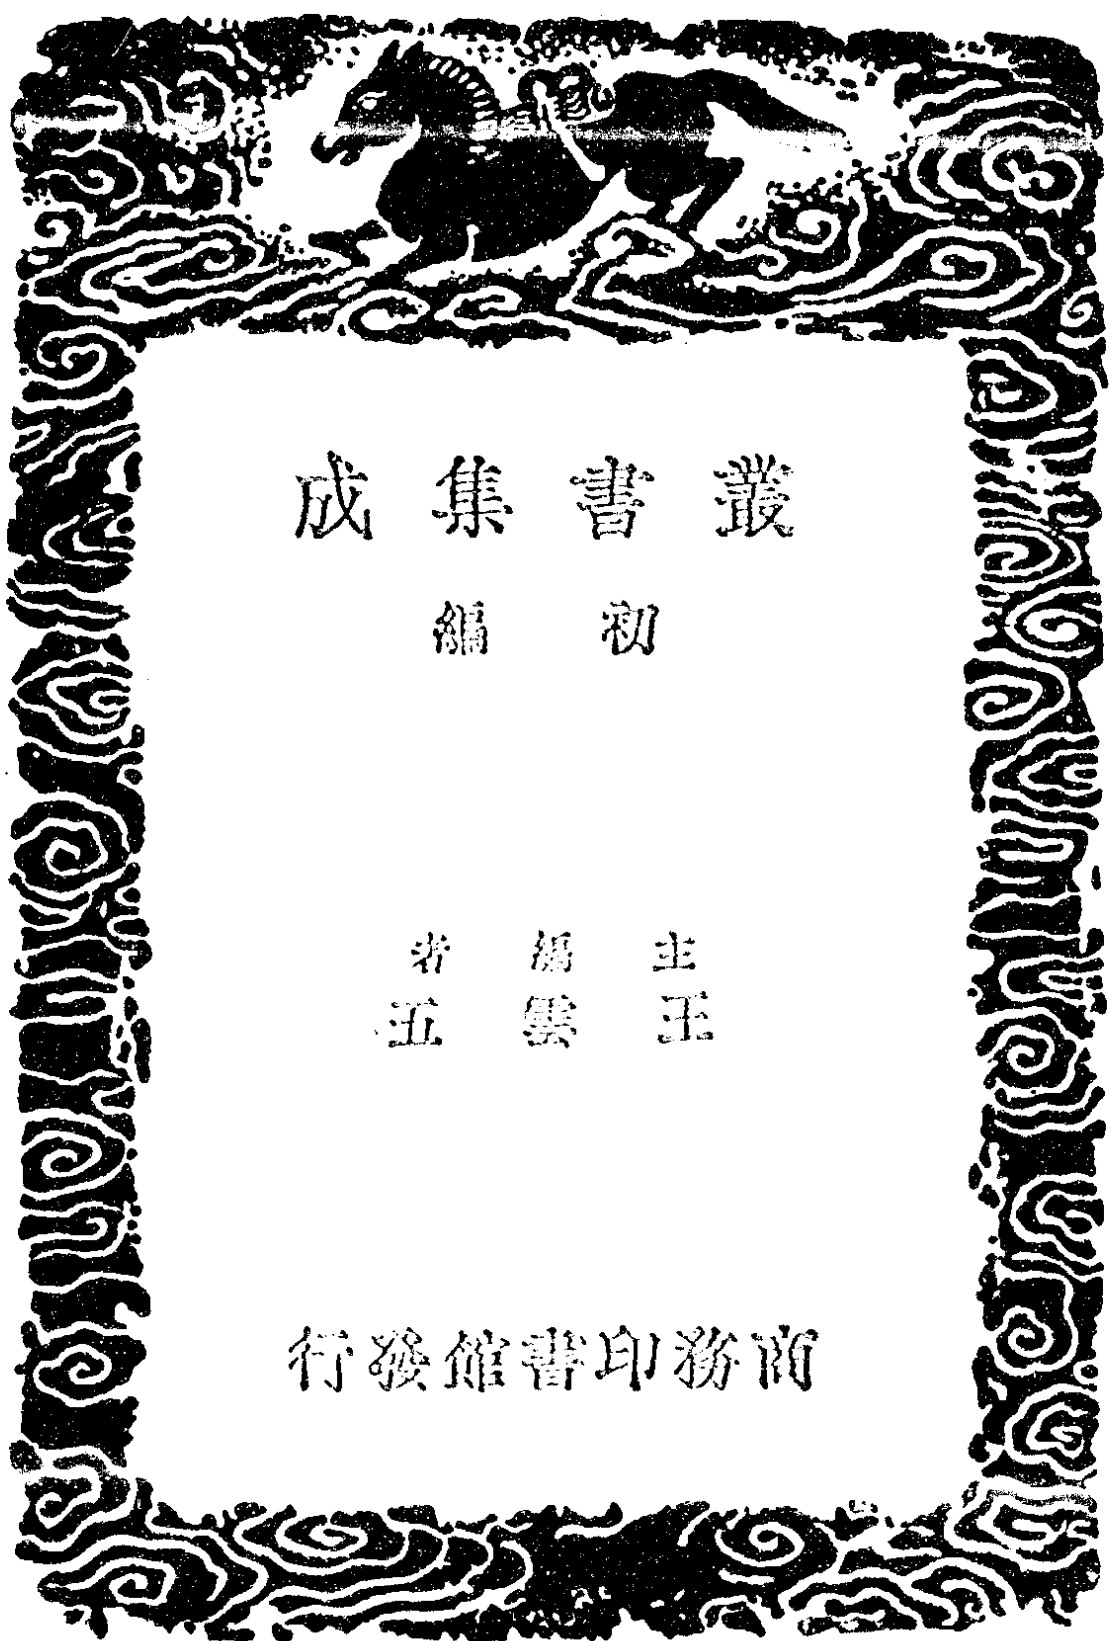 叢書集成
初編
主編者
王雲五
商務印書館發行